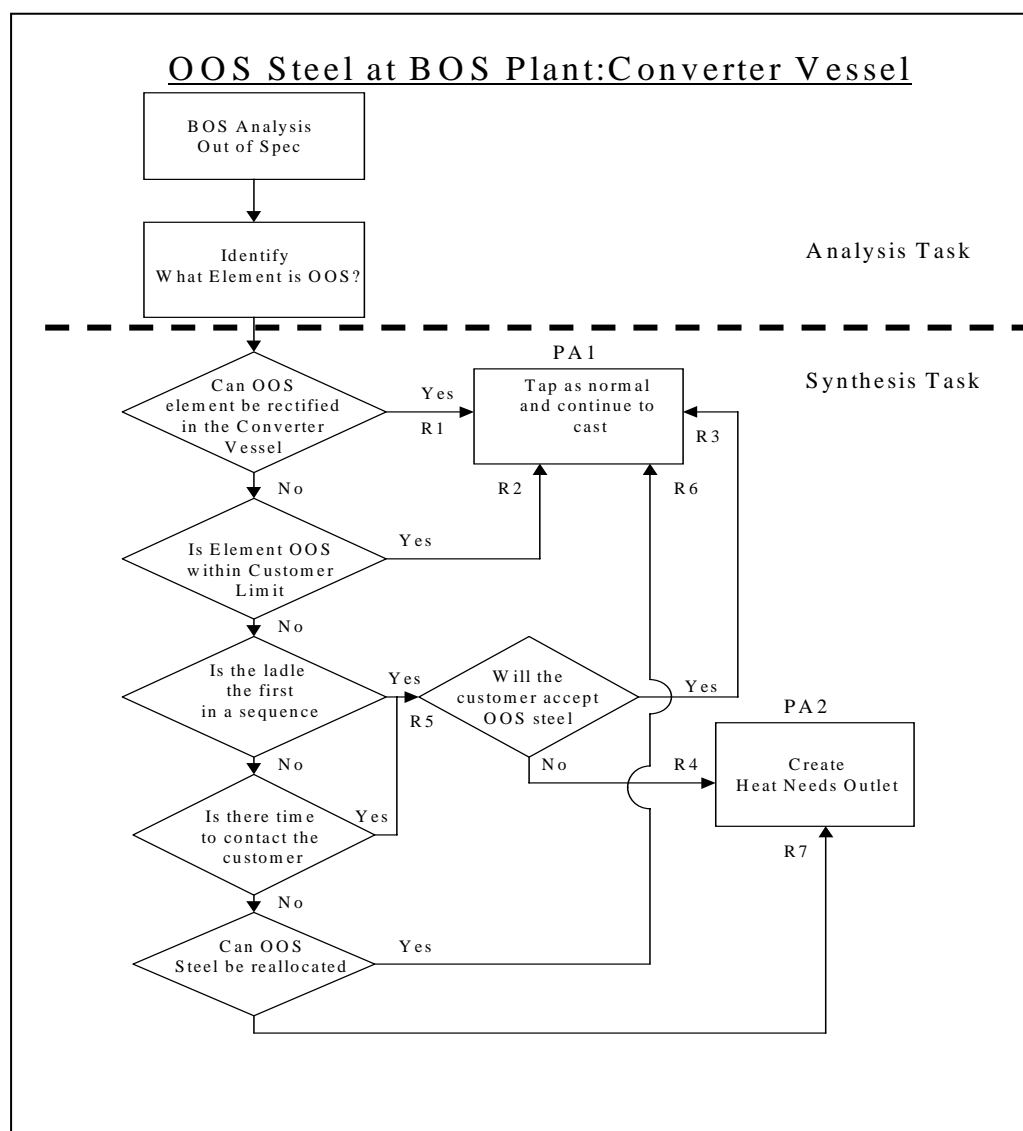 OOS Steel at BOS Plant:Converter Vessel
BOS Analysis
Out of Spec
Identify
What Element is OOS?
Analysis Task
Synthesis Task
Can OOS
element be rectified
in the Converter
Vessel
Yes
R1
PA1
Tap as normal
and continue to
cast
R3
No
R2
R6
Is Element OOS
within Customer
Limit
Yes
No
Is the ladle
the first
in a sequence
Yes
R5
Will the
customer accept
OOS steel
Yes
No
R4
PA2
Create
Heat Needs Outlet
R7
No
Is there time
to contact the
customer
Yes
No
Can OOS
Steel be reallocated
Yes